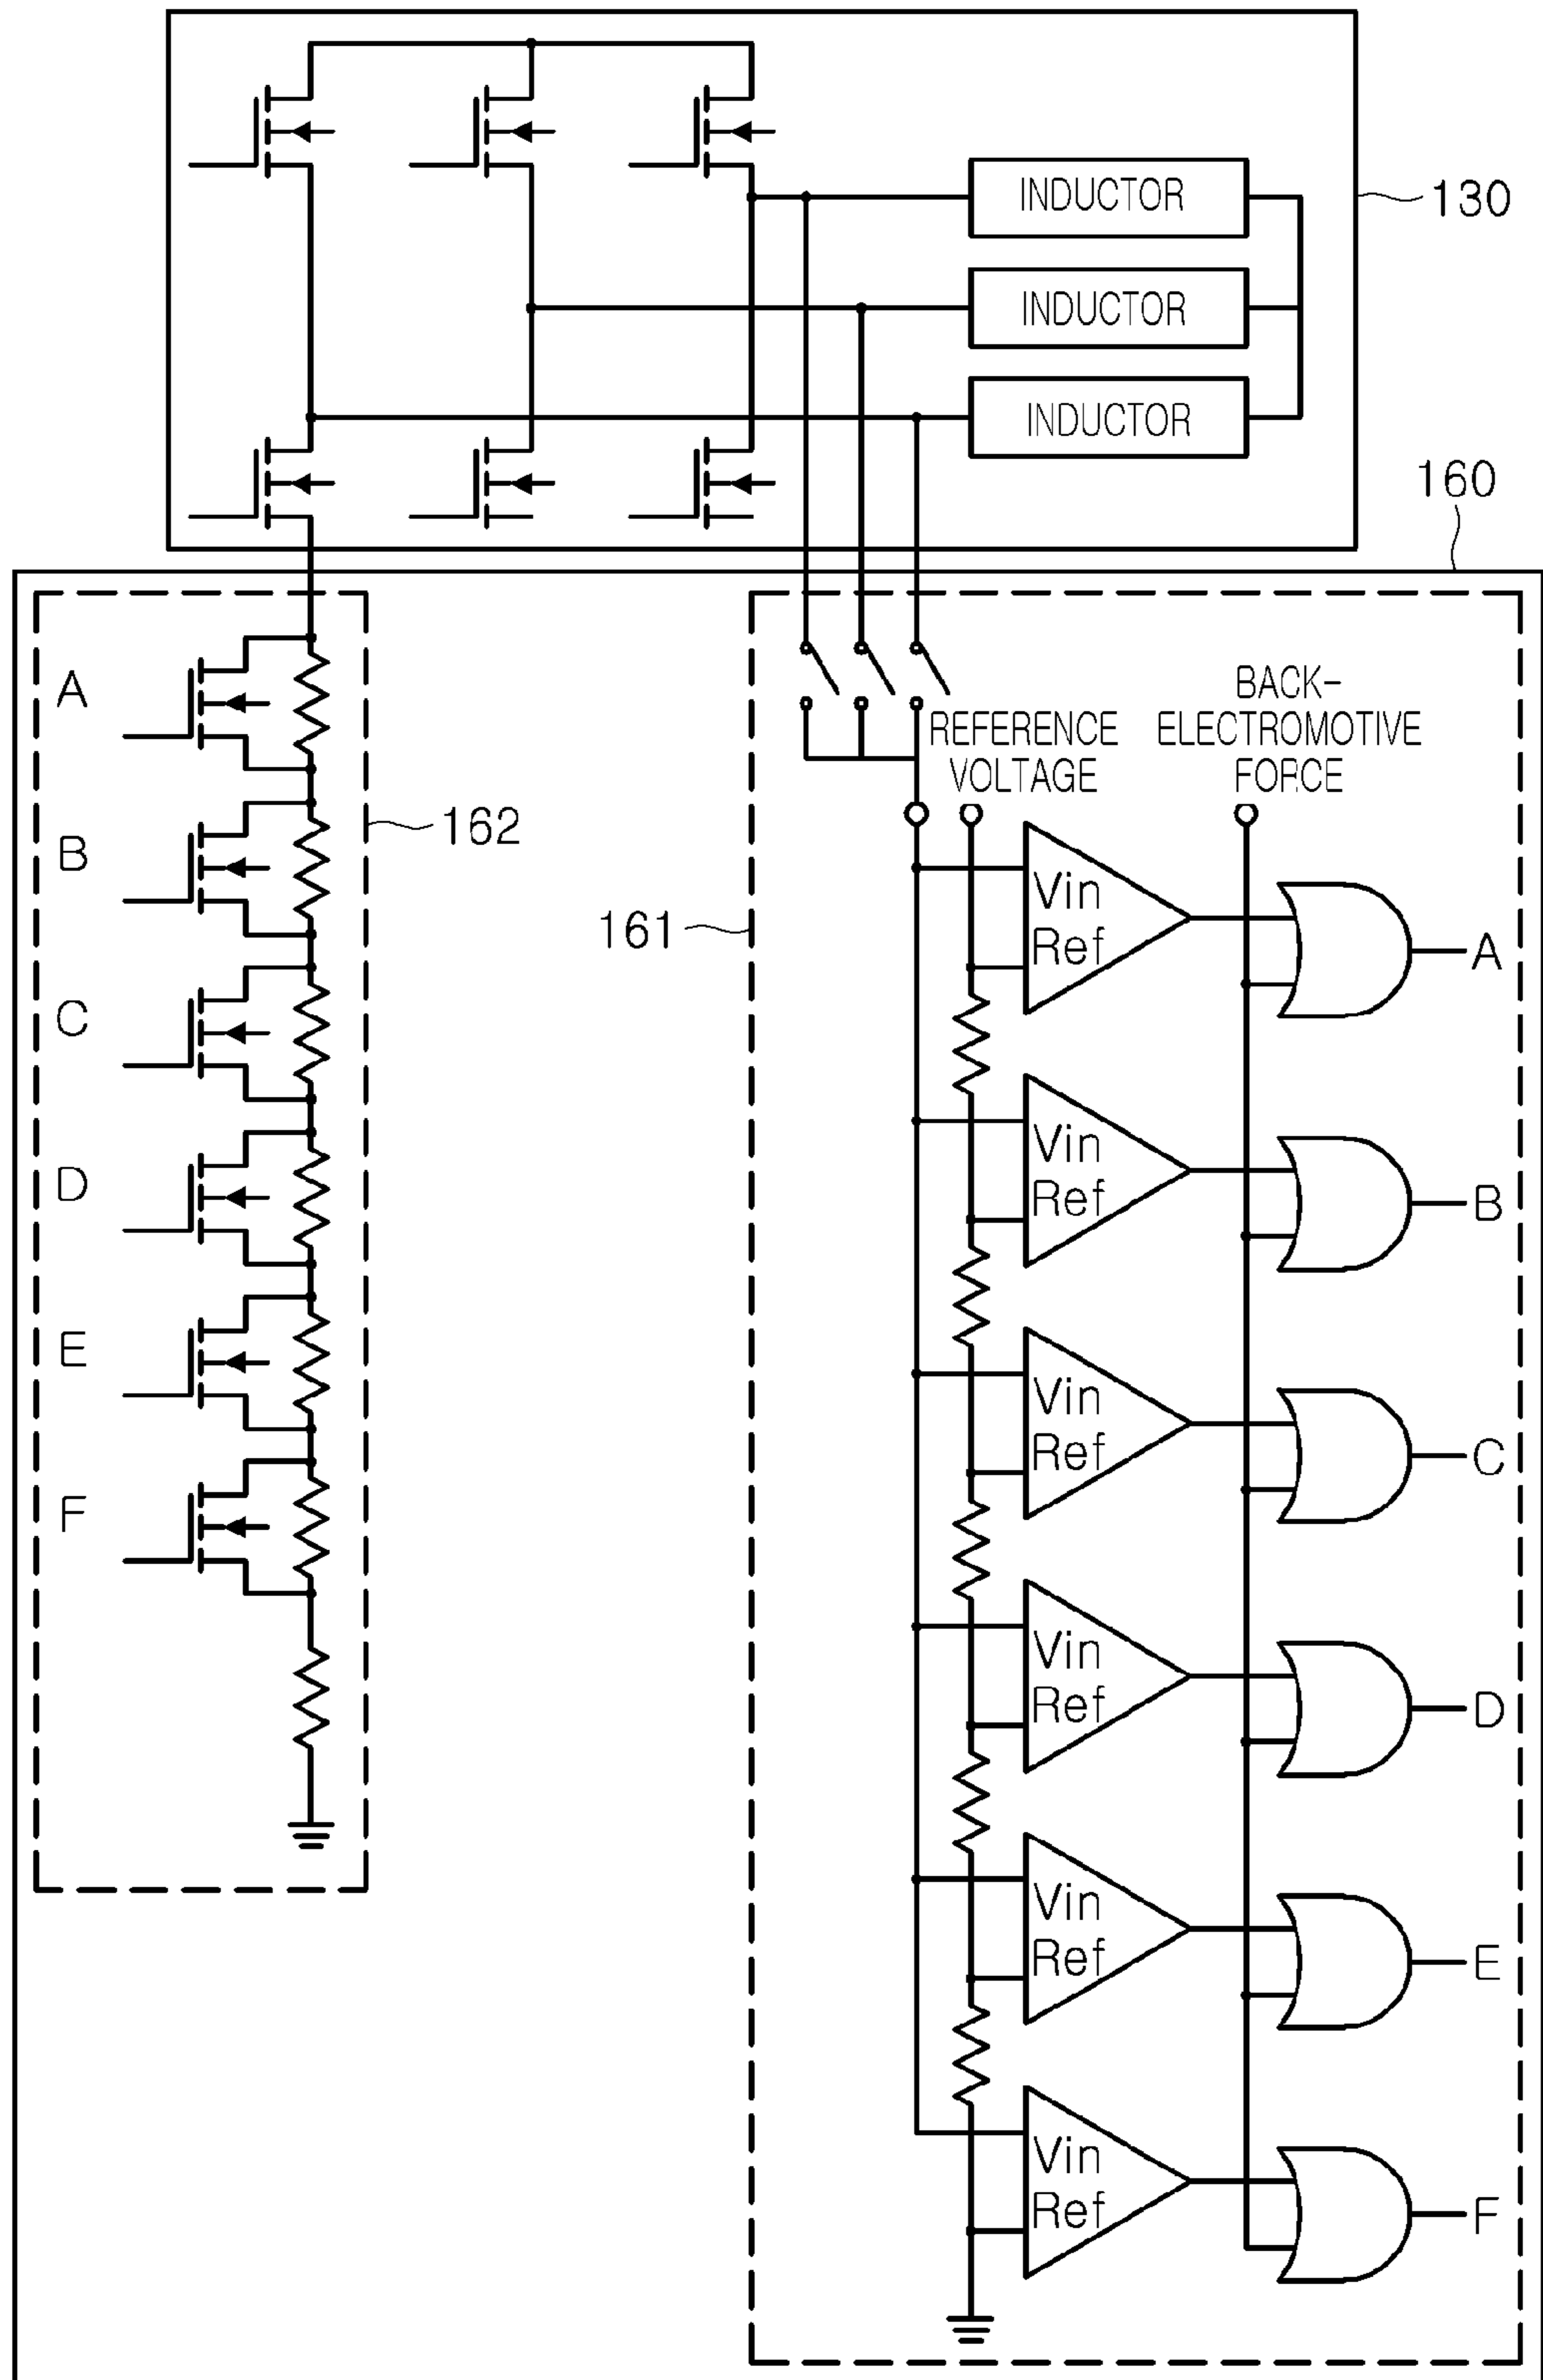 INDUCTOR
130
INDUCTOR
INDUCTOR
160
A
B
C
D
E
F
162
161
REFERENCE
VOLTAGE
BACK-
ELECTROMOTIVE
FORCE
Vin
Ref
A
Vin
Ref
B
Vin
Ref
C
Vin
Ref
D
Vin
Ref
E
Vin
Ref
F